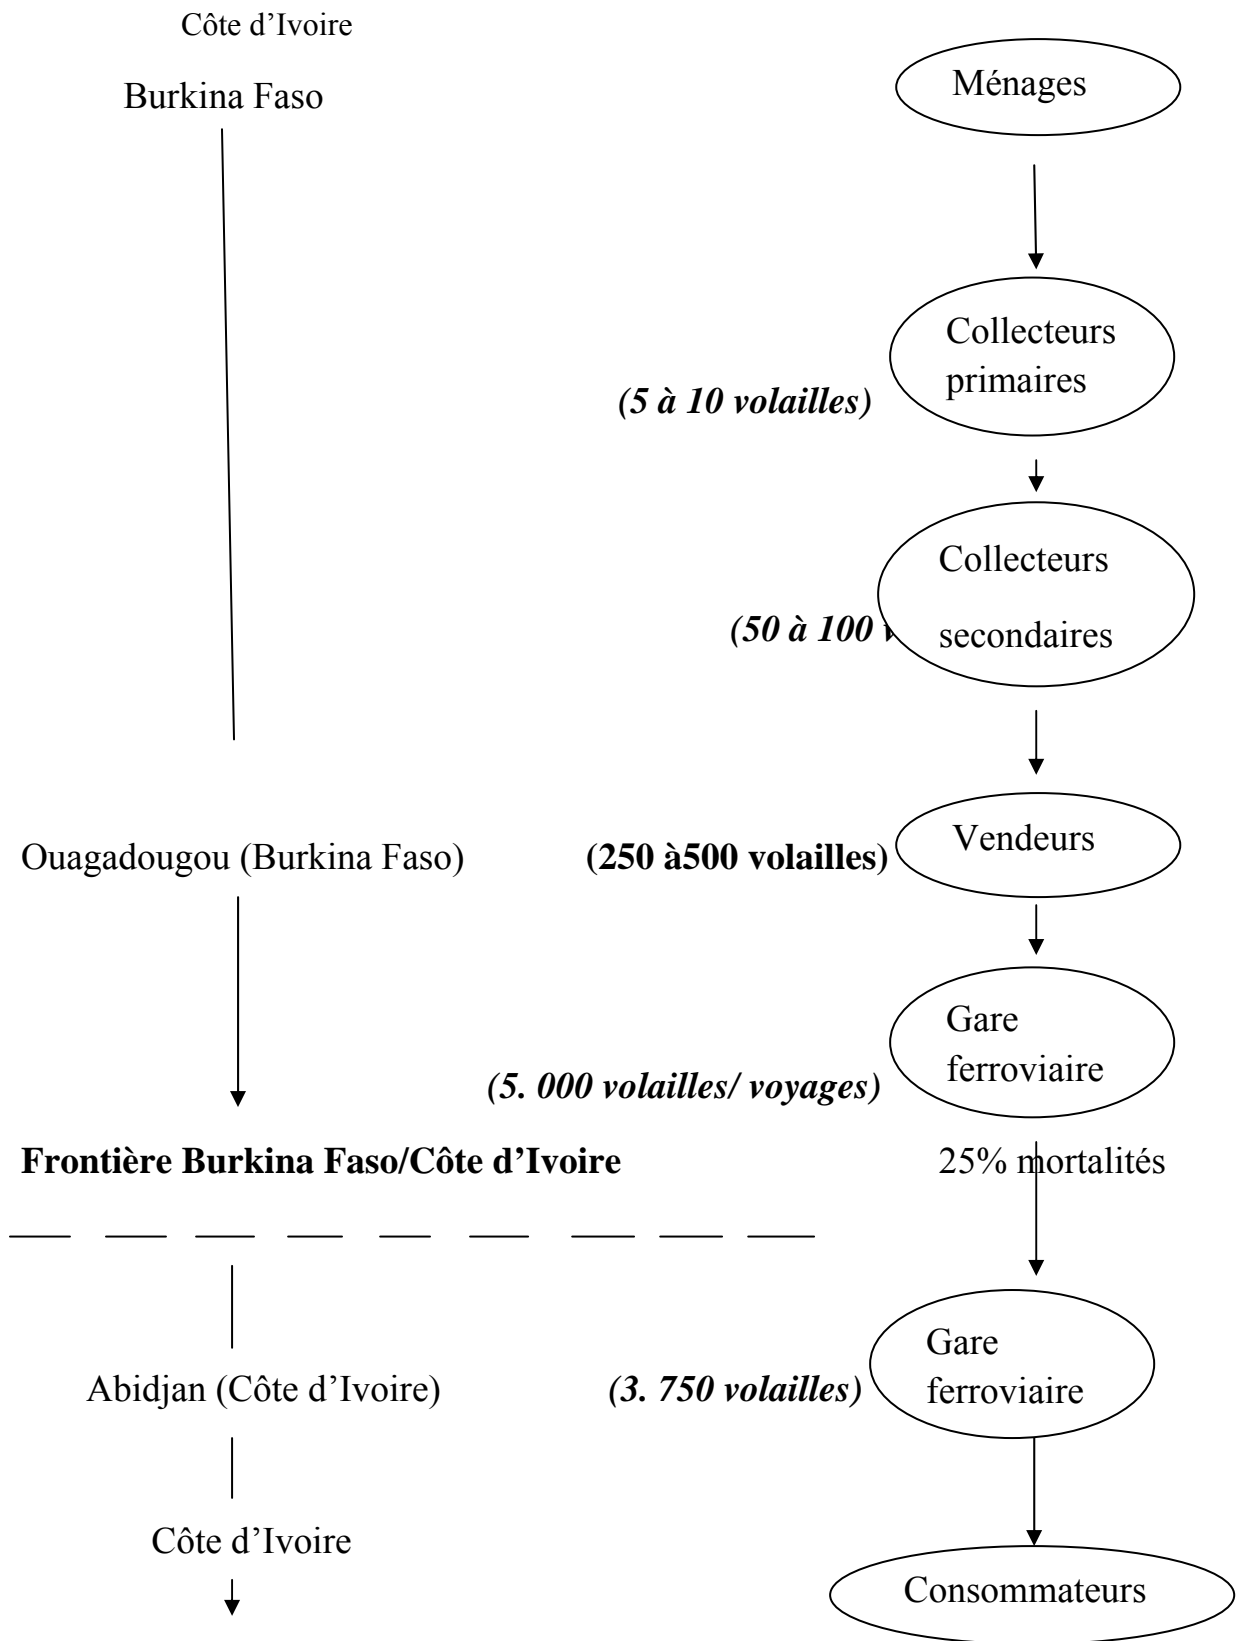 Côte d’Ivoire
Burkina Faso
Ménages
Collecteurs
primaires
(5 à 10 volailles)
Collecteurs
secondaires
(50 à 100
Ouagadougou (Burkina Faso)
(250 à500 volailles)
Vendeurs
Gare
ferroviaire
(5. 000 volailles/ voyages)
Frontière Burkina Faso/Côte d’Ivoire
25% mortalités
Gare
ferroviaire
Abidjan (Côte d’Ivoire)
(3. 750 volailles)
Côte d’Ivoire
Consommateurs